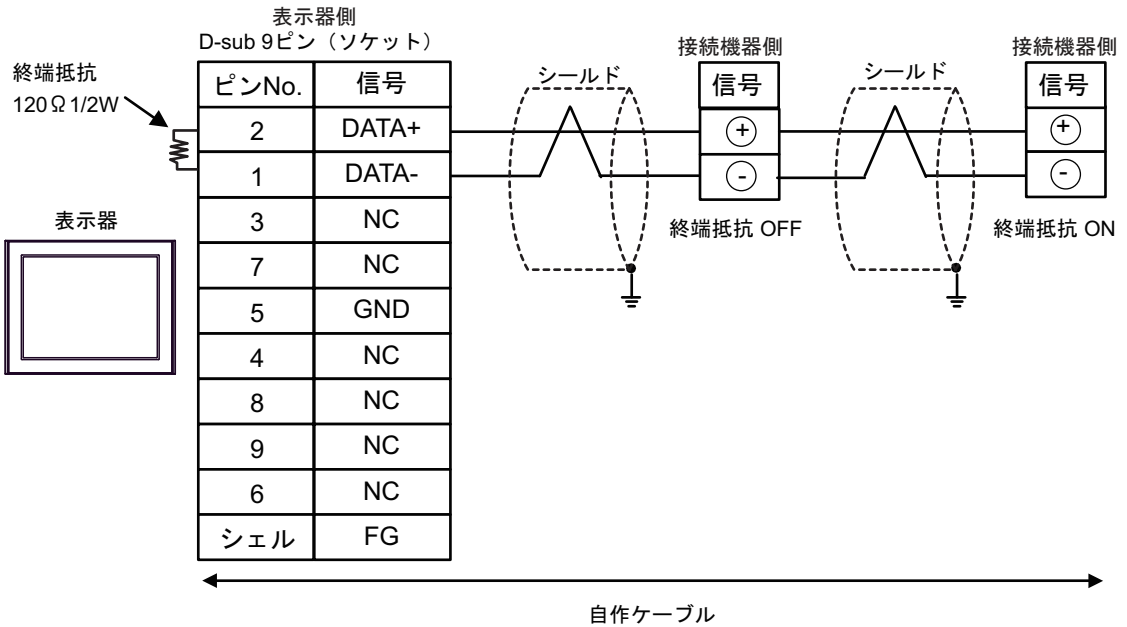 表示器側
D-sub 9ピン（ソケット）
終端抵抗
120Ω1/2W
表示器
ピンNo. 信号
2 DATA+
1 DATA-
3 NC
7 NC
5 GND
4 NC
8 NC
9 NC
6 NC
シェル FG
シールド
接続機器側
信号
+
-
終端抵抗 OFF
シールド
接続機器側
信号
+
-
終端抵抗 ON
自作ケーブル